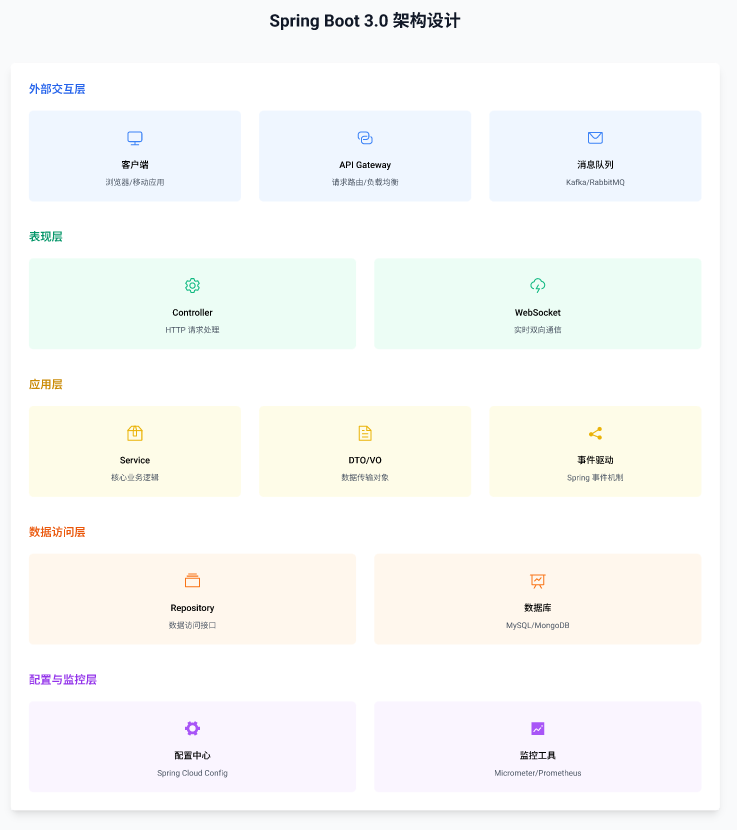 Spring Boot 3.0 架构设计
外部交互层
客户端
浏览器/移动应用
API Gateway
请求路由/负载均衡
消息队列
Kafka/RabbitMQ
表现层
Controller
HTTP 请求处理
WebSocket
实时双向通信
应用层
Service
核心业务逻辑
DTO/VO
数据传输对象
事件驱动
Spring 事件机制
数据访问层
Repository
数据访问接口
数据库
MySQL/MongoDB
配置与监控层
配置中心
Spring Cloud Config
监控工具
Micrometer/Prometheus